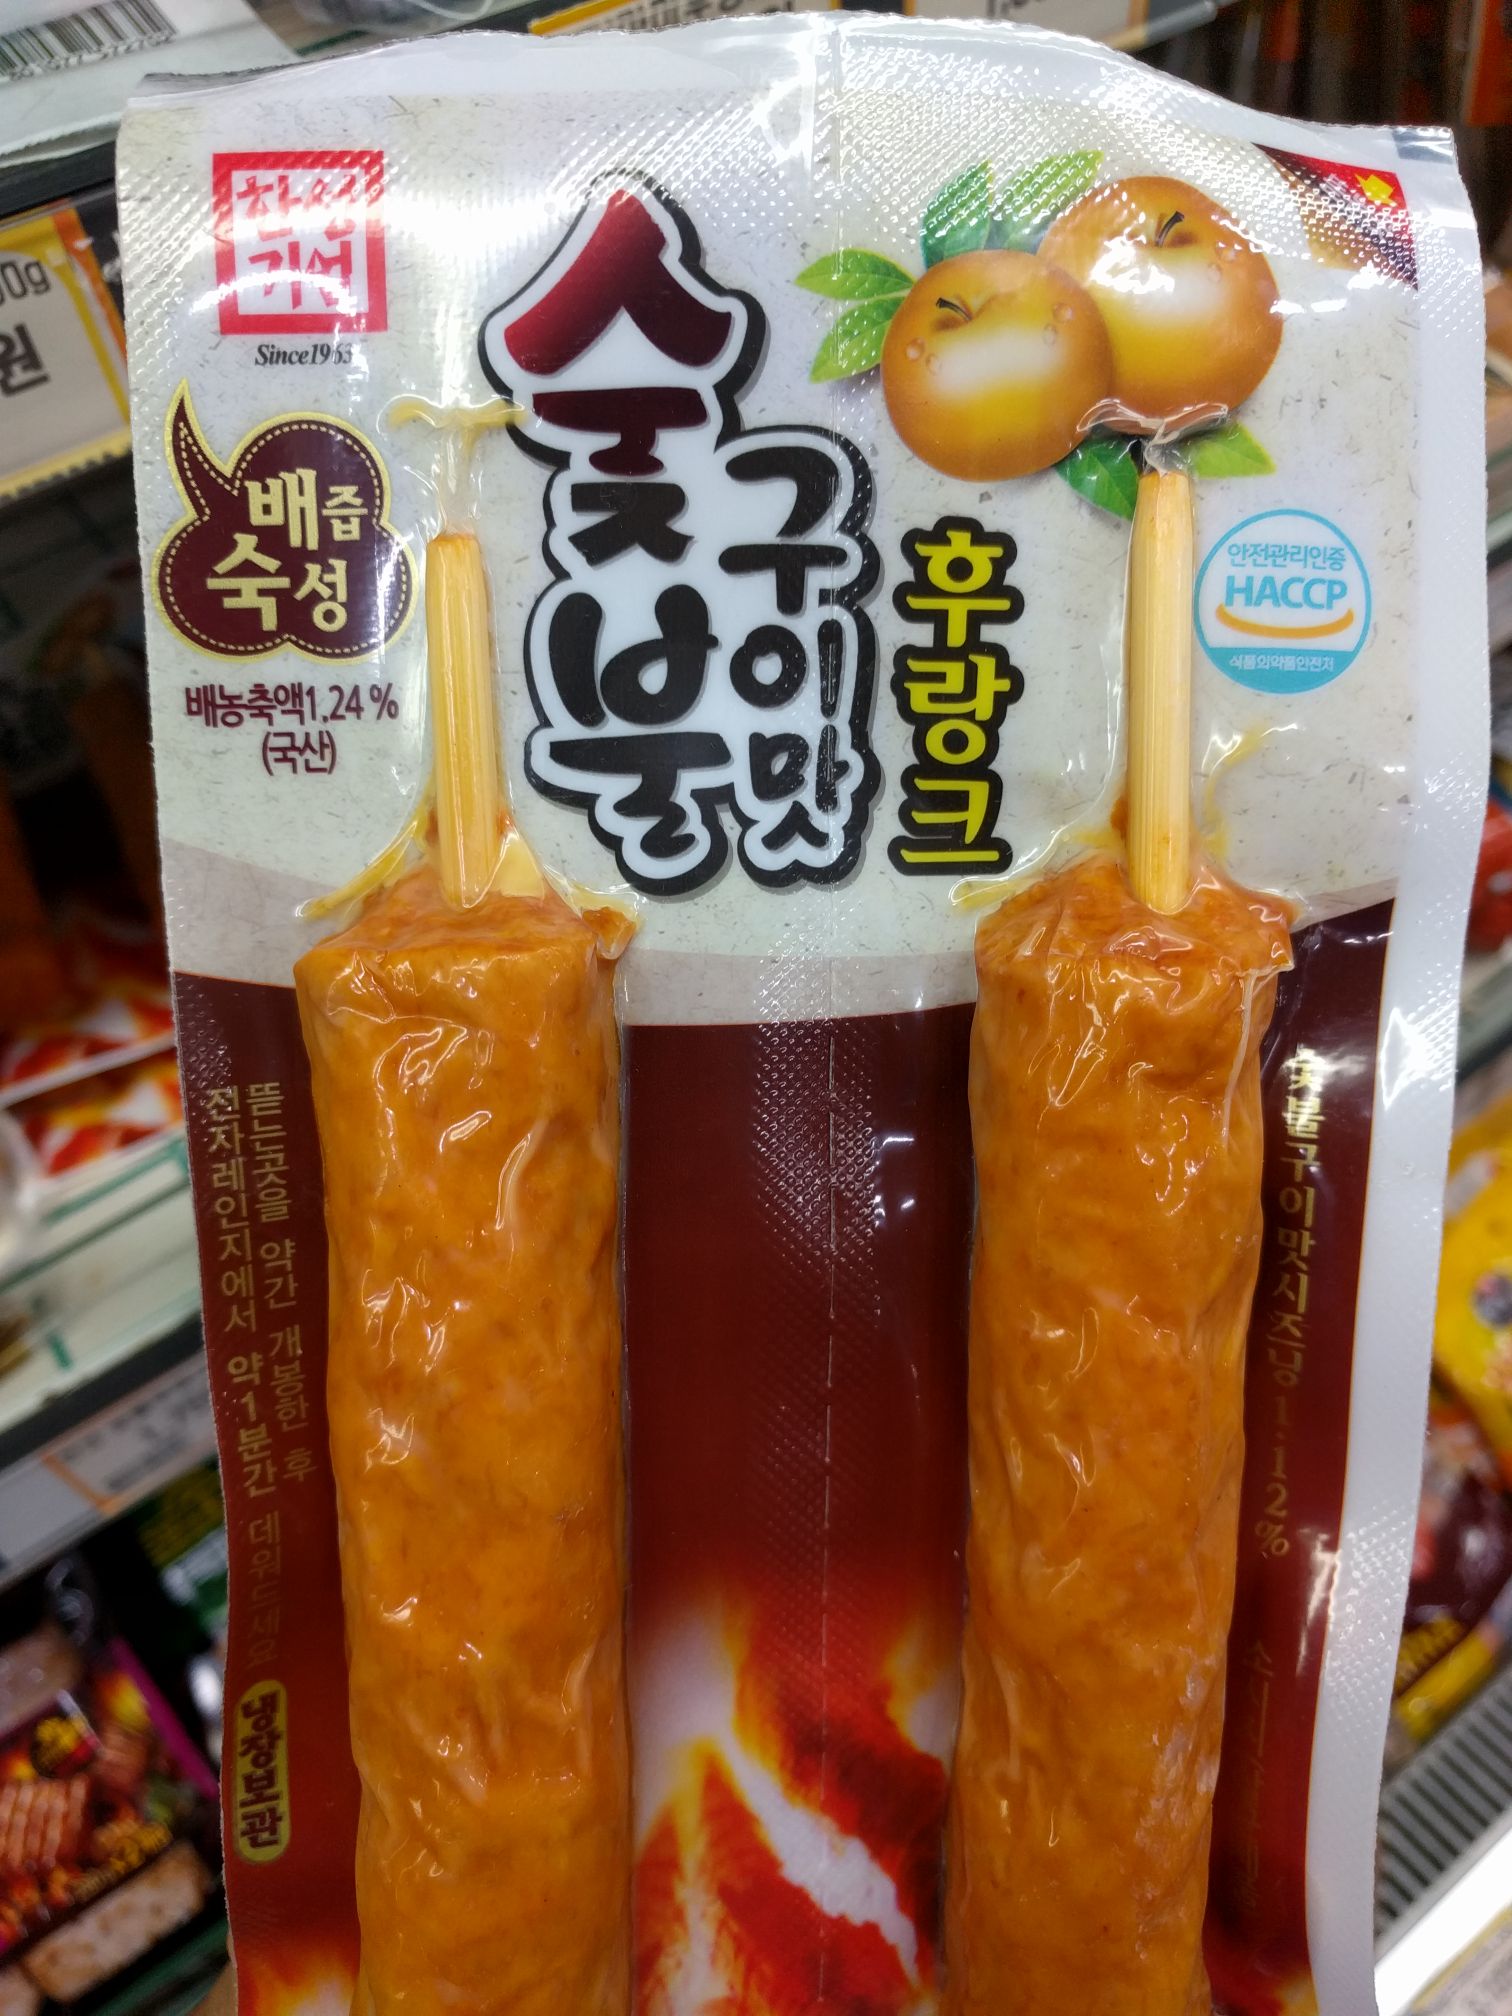 한성
기업
Since1963
배즙
숙성
배농축액1.24%
(국산)
숯불
구이맛
후랑크
안전관리인증
HACCP
식품의약품안전처
뜯는곳을 약간 개봉한 후
전자레인지에서 약1분간 데워드세요
냉장보관
숯불구이맛시즈닝 1.12%
0g
원